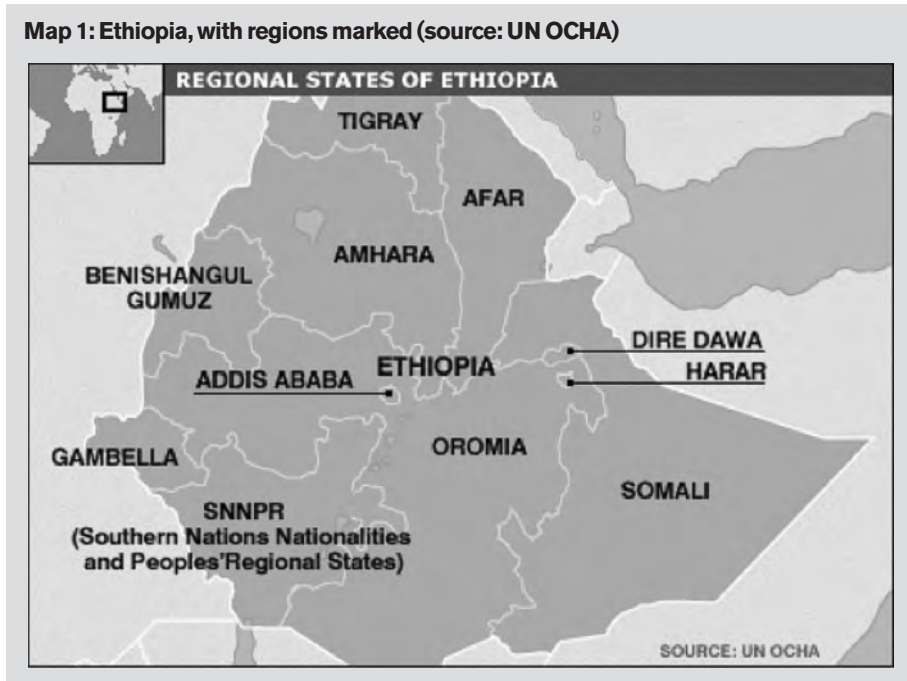 Map 1: Ethiopia, with regions marked (source: UN OCHA)
REGIONAL STATES OF ETHIOPIA
TIGRAY
AFAR
AMHARA
BENISHANGUL
GUMUZ
DIRE DAWA
ETHIOPIA
HARAR
ADDIS ABABA
OROMIA
GAMBELLA
SOMALI
SNNPR
(Southern Nations Nationalities
and Peoples'Regional States)
SOURCE: UN OCHA